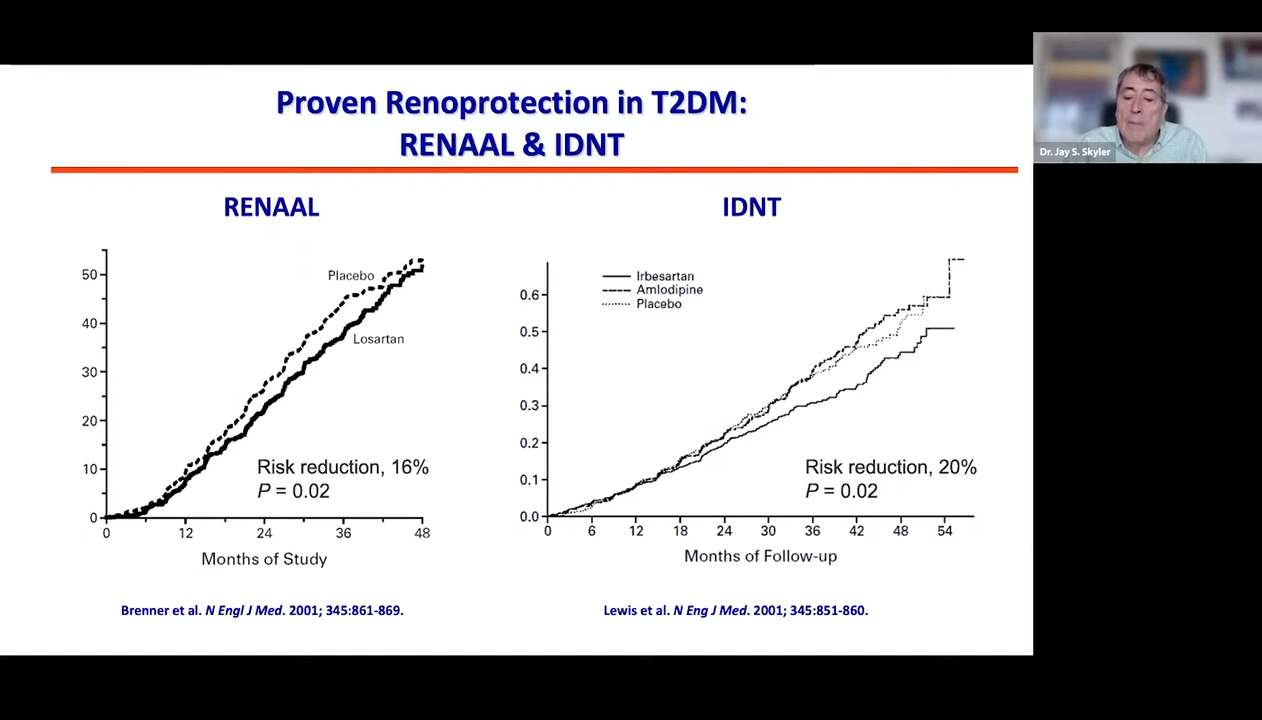 Proven Renoprotection in T2DM:
RENAAL & IDNT
RENAAL
50
40
30
20
10
0
0
12
24
36
48
Placebo
Losartan
Risk reduction, 16%
P = 0.02
Months of Study
Brenner et al. N Engl J Med. 2001; 345:861-869.
IDNT
0.6
0.5
0.4
0.3
0.2
0.1
0.0
0
6
12
18
24
30
36
42
48
54
Irbesartan
Amlodipine
Placebo
Risk reduction, 20%
P = 0.02
Months of Follow-up
Lewis et al. N Eng J Med. 2001; 345:851-860.
Dr. Jay S. Skyler